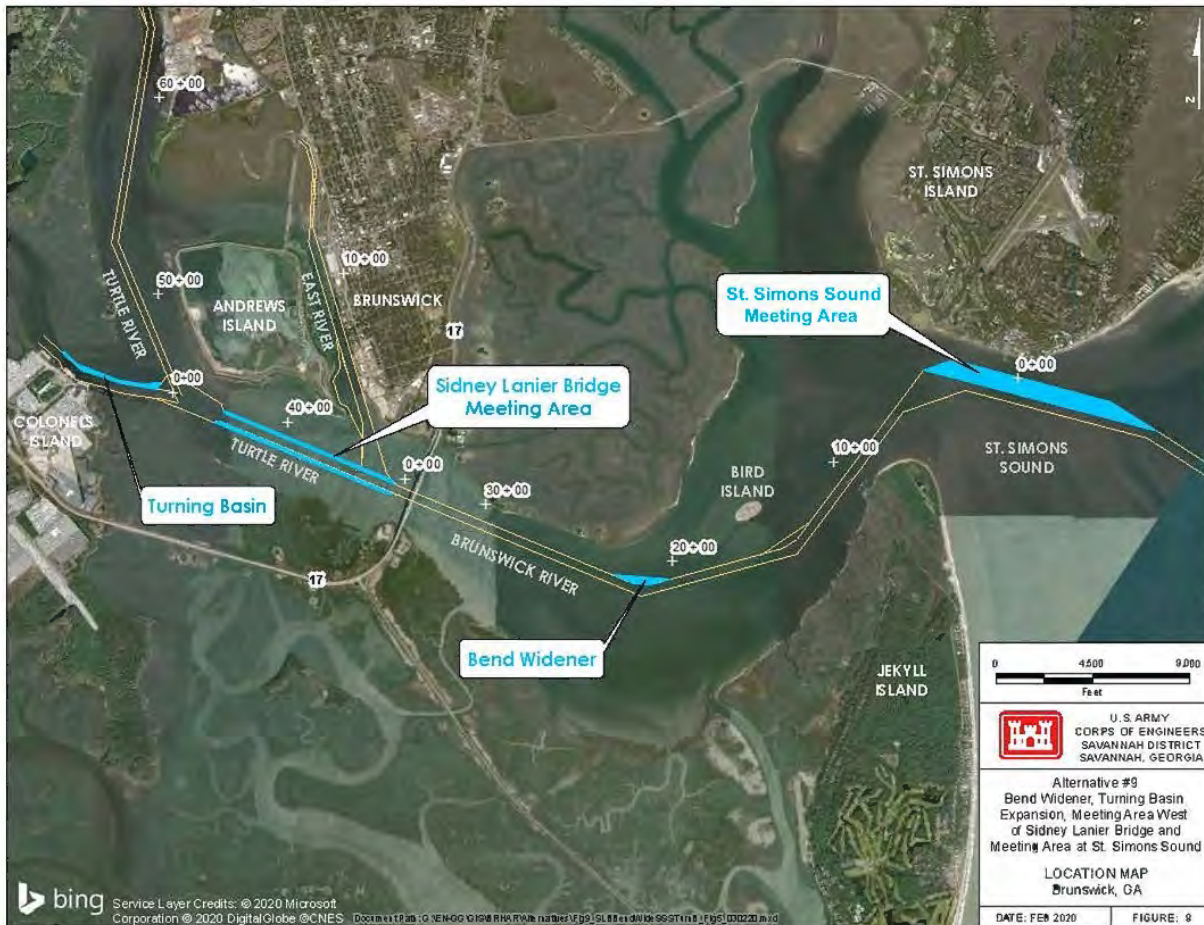 60 + 00
ST. SIMONS
ISLAND
N
TURTLE RIVER
50 + 00
ANDREWS
ISLAND
EAST RIVER
10 + 00
BRUNSWICK
17
St. Simons Sound
Meeting Area
0+00
0+00
COLONELS
ISLAND
40 + 00
Sidney Lanier Bridge
Meeting Area
TURTLE RIVER
Turning Basin
0+00
30 + 00
BRUNSWICK RIVER
BIRD
ISLAND
10 + 00
ST. SIMONS
SOUND
20 + 00
17
Bend Widener
JEKYLL
ISLAND
0 4,500 9,000
Feet
U.S. ARMY
CORPS OF ENGINEERS
SAVANNAH DISTRICT
SAVANNAH, GEORGIA
Alternative #9
Bend Widener, Turning Basin
Expansion, Meeting Area West
of Sidney Lanier Bridge and
Meeting Area at St. Simons Sound
LOCATION MAP
Brunswick, GA
DATE: FEB 2020
FIGURE: 9
bing
Service Layer Credits: © 2020 Microsoft
Corporation © 2020 DigitalGlobe ©CNES
Document Path: